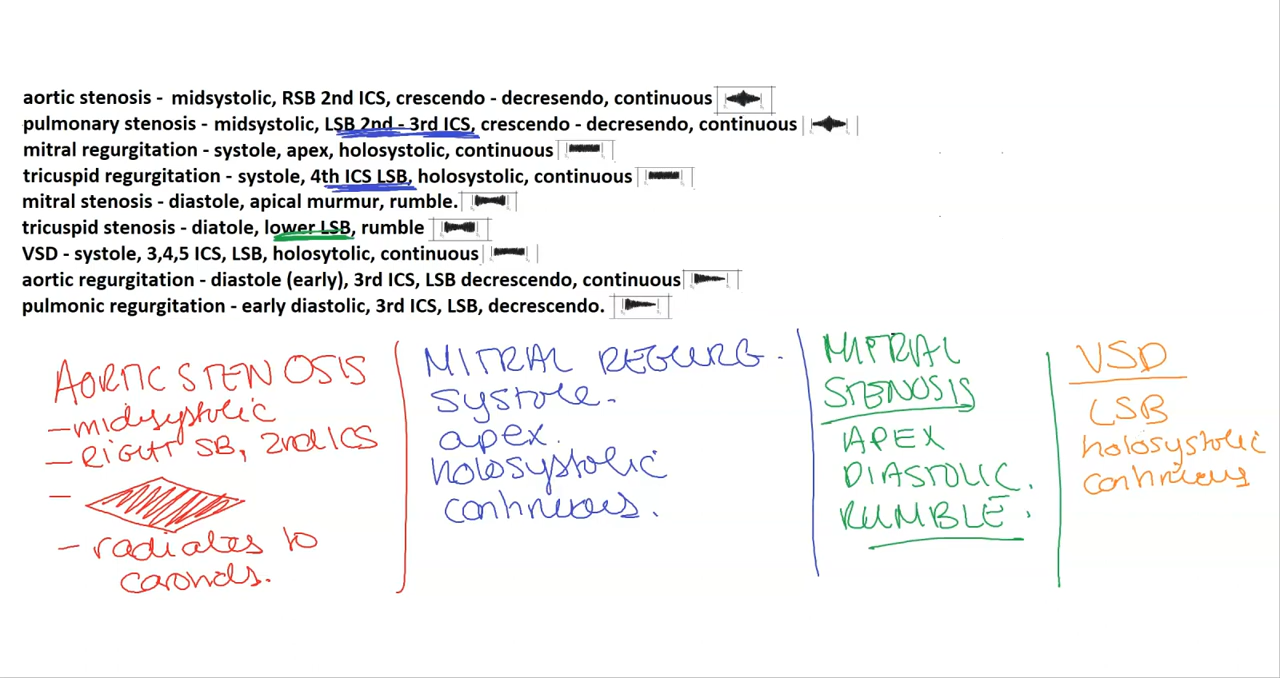 aortic stenosis - midsystolic, RSB 2nd ICS, crescendo - decresendo, continuous
pulmonary stenosis - midsystolic, LSB 2nd - 3rd ICS, crescendo - decresendo, continuous
mitral regurgitation - systole, apex, holosystolic, continuous
tricuspid regurgitation - systole, 4th ICS LSB, holosystolic, continuous
mitral stenosis - diastole, apical murmur, rumble.
tricuspid stenosis - diatole, lower LSB, rumble
VSD - systole, 3,4,5 ICS, LSB, holosytolic, continuous
aortic regurgitation - diastole (early), 3rd ICS, LSB decrescendo, continuous
pulmonic regurgitation - early diastolic, 3rd ICS, LSB, decrescendo.
AORTIC STENOSIS
- midsystolic
- RIGHT SB, 2nd ICS
-
- radiates to
carotids.
MITRAL REGURG.
systole.
apex.
holosystolic
continuous.
MITRIAL
STENOSIS
APEX
DIASTOLIC.
RUMBLE.
VSD
LSB
holosystolic
continuous